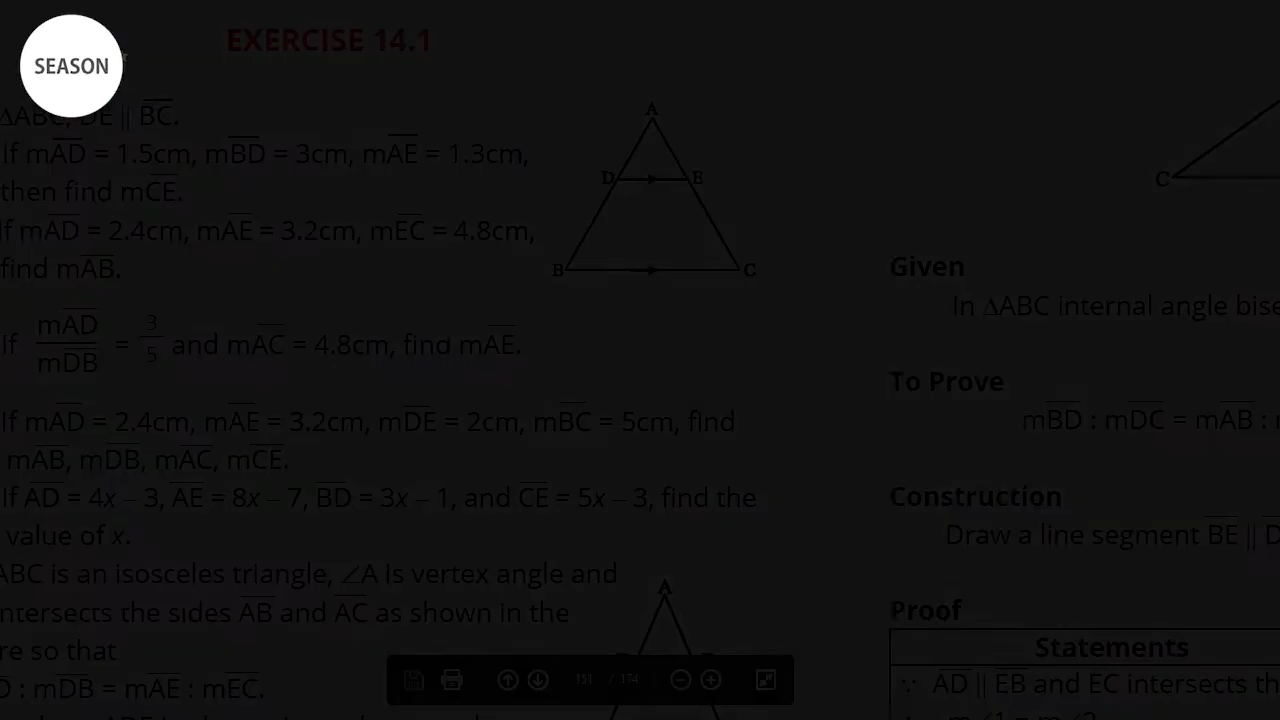 SEASON
EXERCISE 14.1
∆ABC, DE ∥ BC.
If mAD = 1.5cm, mBD = 3cm, mAE = 1.3cm,
then find mCE.
If mAD = 2.4cm, mAE = 3.2cm, mEC = 4.8cm,
find mAB.
If mAD/mDB = 3/5 and mAC = 4.8cm, find mAE.
If mAD = 2.4cm, mAE = 3.2cm, mDE = 2cm, mBC = 5cm, find
mAB, mDB, mAC, mCE.
If AD = 4x – 3, AE = 8x – 7, BD = 3x – 1, and CE = 5x – 3, find the
value of x.
ABC is an isosceles triangle, ∠A is vertex angle and
ntersects the sides AB and AC as shown in the
re so that
D : mDB = mAE : mEC.
A
D E
B C
A
C
Given
In ∆ABC internal angle bise
To Prove
mBD : mDC = mAB :
Construction
Draw a line segment BE ∥
Proof
Statements
∵ AD ∥ EB and EC intersects th
151 / 174